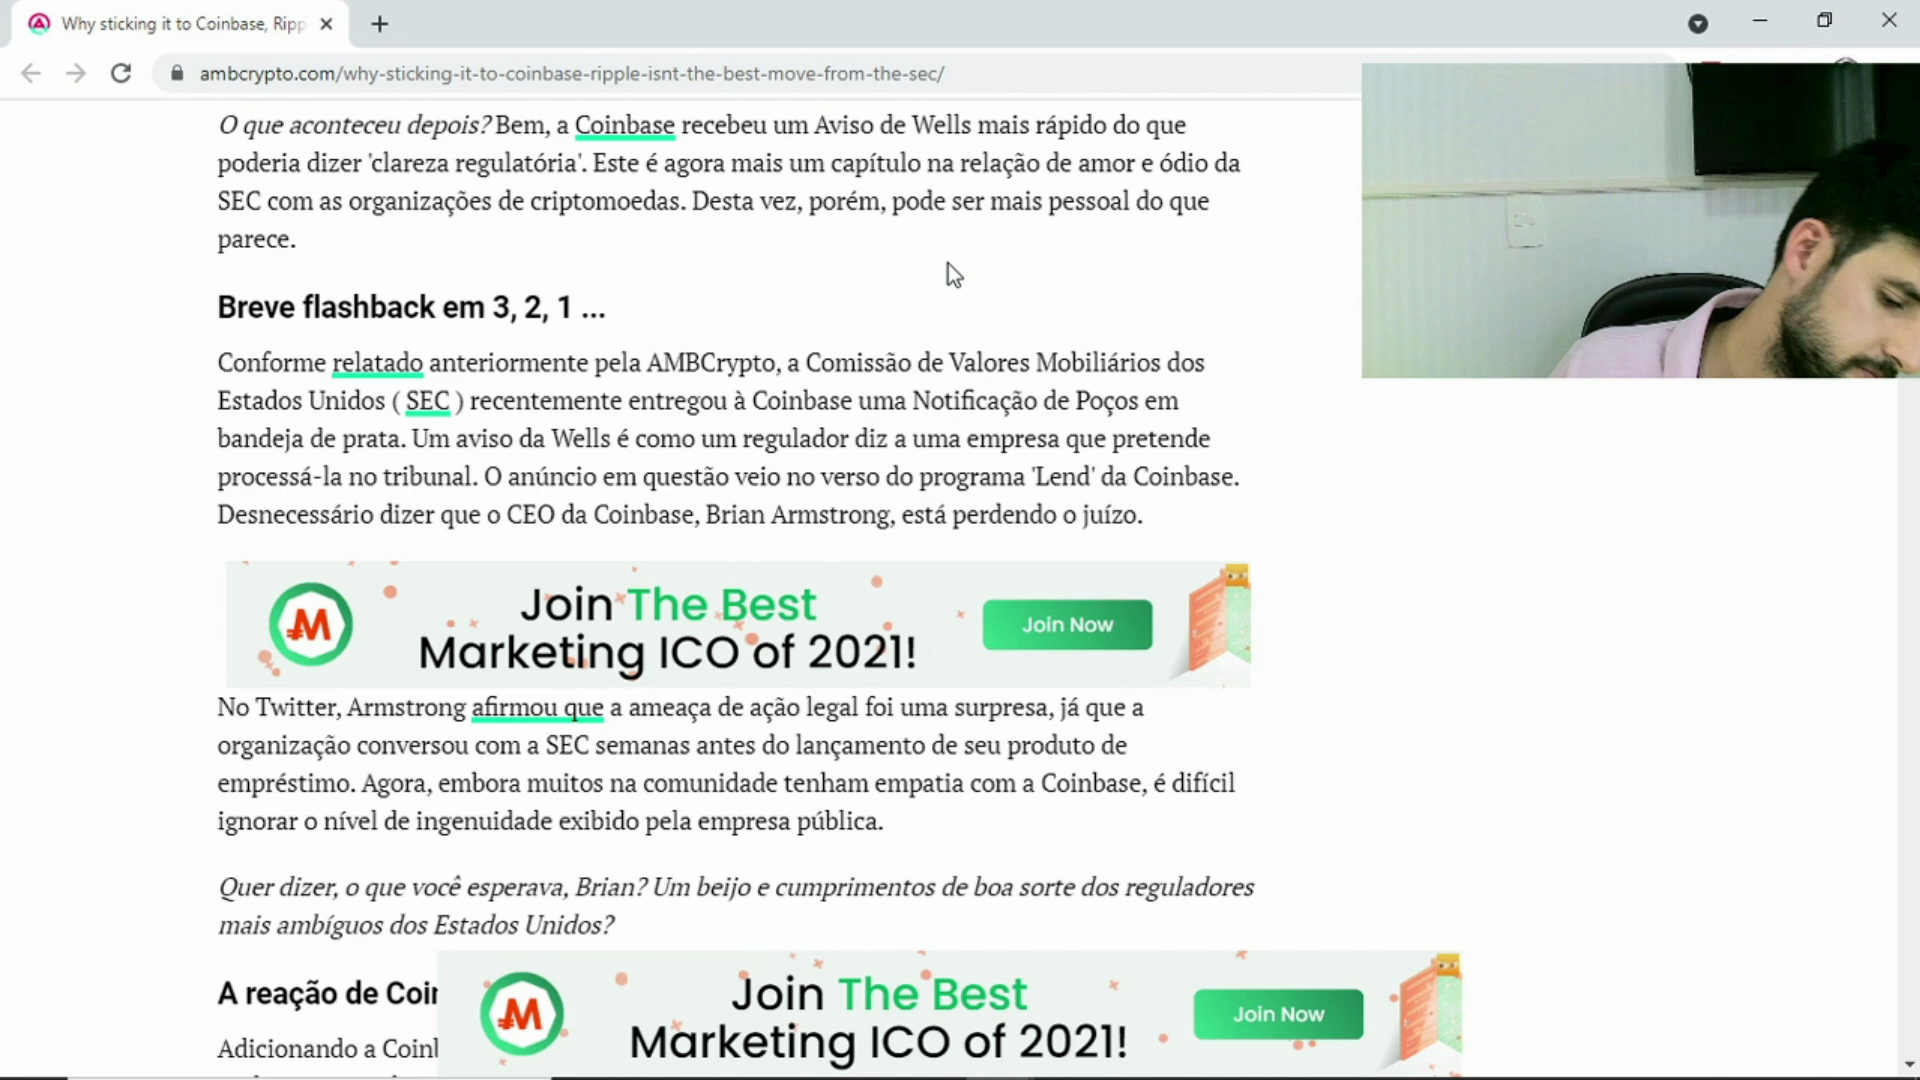 Why sticking it to Coinbase, Ripp
ambcrypto.com/why-sticking-it-to-coinbase-ripple-isnt-the-best-move-from-the-sec/
O que aconteceu depois? Bem, a Coinbase recebeu um Aviso de Wells mais rápido do que
poderia dizer 'clareza regulatória'. Este é agora mais um capítulo na relação de amor e ódio da
SEC com as organizações de criptomoedas. Desta vez, porém, pode ser mais pessoal do que
parece.
Breve flashback em 3, 2, 1 ...
Conforme relatado anteriormente pela AMBCrypto, a Comissão de Valores Mobiliários dos
Estados Unidos ( SEC ) recentemente entregou à Coinbase uma Notificação de Poços em
bandeja de prata. Um aviso da Wells é como um regulador diz a uma empresa que pretende
processá-la no tribunal. O anúncio em questão veio no verso do programa 'Lend' da Coinbase.
Desnecessário dizer que o CEO da Coinbase, Brian Armstrong, está perdendo o juízo.
Join The Best
Marketing ICO of 2021!
Join Now
No Twitter, Armstrong afirmou que a ameaça de ação legal foi uma surpresa, já que a
organização conversou com a SEC semanas antes do lançamento de seu produto de
empréstimo. Agora, embora muitos na comunidade tenham empatia com a Coinbase, é difícil
ignorar o nível de ingenuidade exibido pela empresa pública.
Quer dizer, o que você esperava, Brian? Um beijo e cumprimentos de boa sorte dos reguladores
mais ambíguos dos Estados Unidos?
A reação de Coin
Join The Best
Marketing ICO of 2021!
Join Now
Adicionando a Coinb